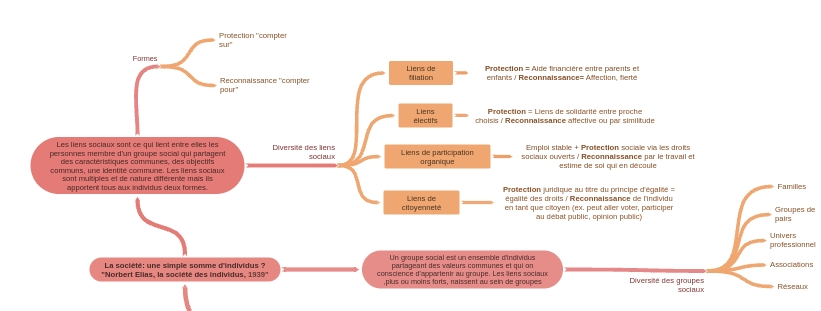 Protection "compter
sur"
Formes
Reconnaissance "compter
pour"
Les liens sociaux sont ce qui lient entre elles les
personnes membre d'un groupe social qui partagent
des caractéristiques communes, des objectifs
communs, une identité commune. Les liens sociaux
sont multiples et de nature différente mais ils
apportent tous aux individus deux formes.
Diversité des liens
sociaux
Liens de
filiation
Protection = Aide financière entre parents et
enfants / Reconnaissance= Affection, fierté
Liens
électifs
Protection = Liens de solidarité entre proche
choisis / Reconnaissance affective ou par similitude
Liens de participation
organique
Emploi stable + Protection sociale via les droits
sociaux ouverts / Reconnaissance par le travail et
estime de soi qui en découle
Liens de
citoyenneté
Protection juridique au titre du principe d'égalité =
égalité des droits / Reconnaissance de l'individu
en tant que citoyen (ex. peut aller voter, participer
au débat public, opinion public)
La société: une simple somme d'individus ?
"Norbert Elias, la société des individus, 1939"
Un groupe social est un ensemble d'individus
partageant des valeurs communes et qui on
conscience d'appartenir au groupe. Les liens sociaux
,plus ou moins forts, naissent au sein de groupes
Diversité des groupes
sociaux
Familles
Groupes de
pairs
Univers
professionnel
Associations
Réseaux